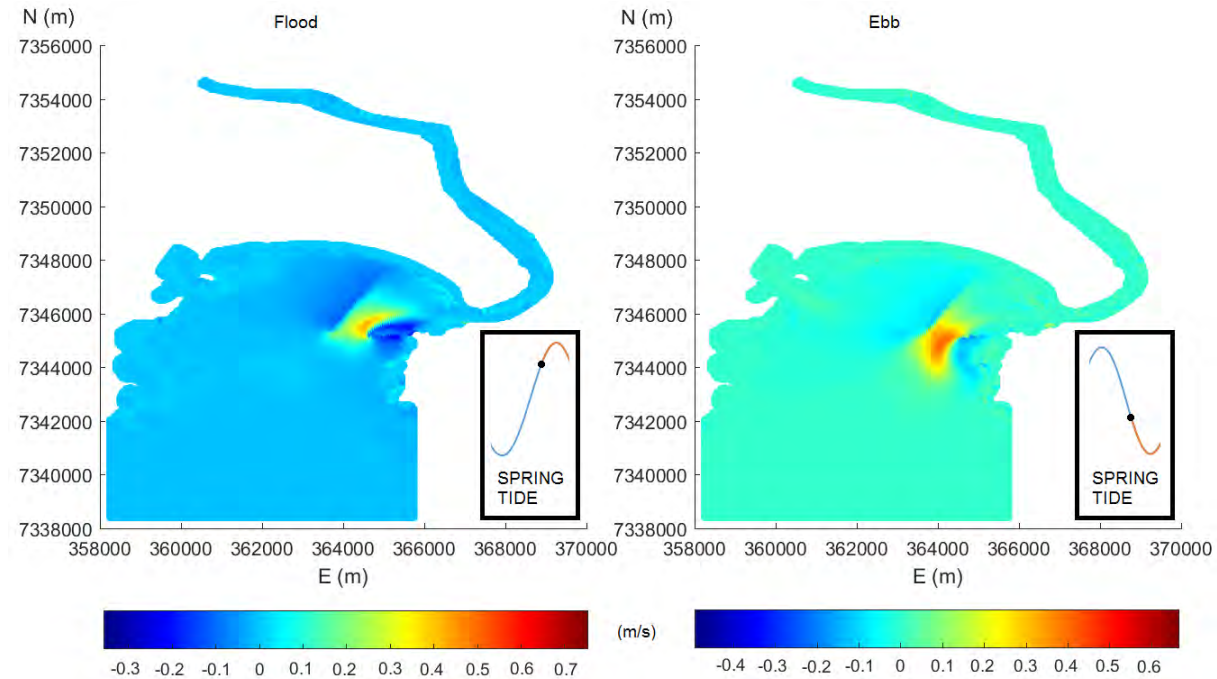 N (m)
Flood
7356000
7354000
7352000
7350000
7348000
7346000
7344000
7342000
7340000
7338000
SPRING
TIDE
358000 360000 362000 364000 366000 368000 370000
E (m)
-0.3 -0.2 -0.1 0 0.1 0.2 0.3 0.4 0.5 0.6 0.7
(m/s)
N (m)
Ebb
7356000
7354000
7352000
7350000
7348000
7346000
7344000
7342000
7340000
7338000
SPRING
TIDE
358000 360000 362000 364000 366000 368000 370000
E (m)
-0.4 -0.3 -0.2 -0.1 0 0.1 0.2 0.3 0.4 0.5 0.6